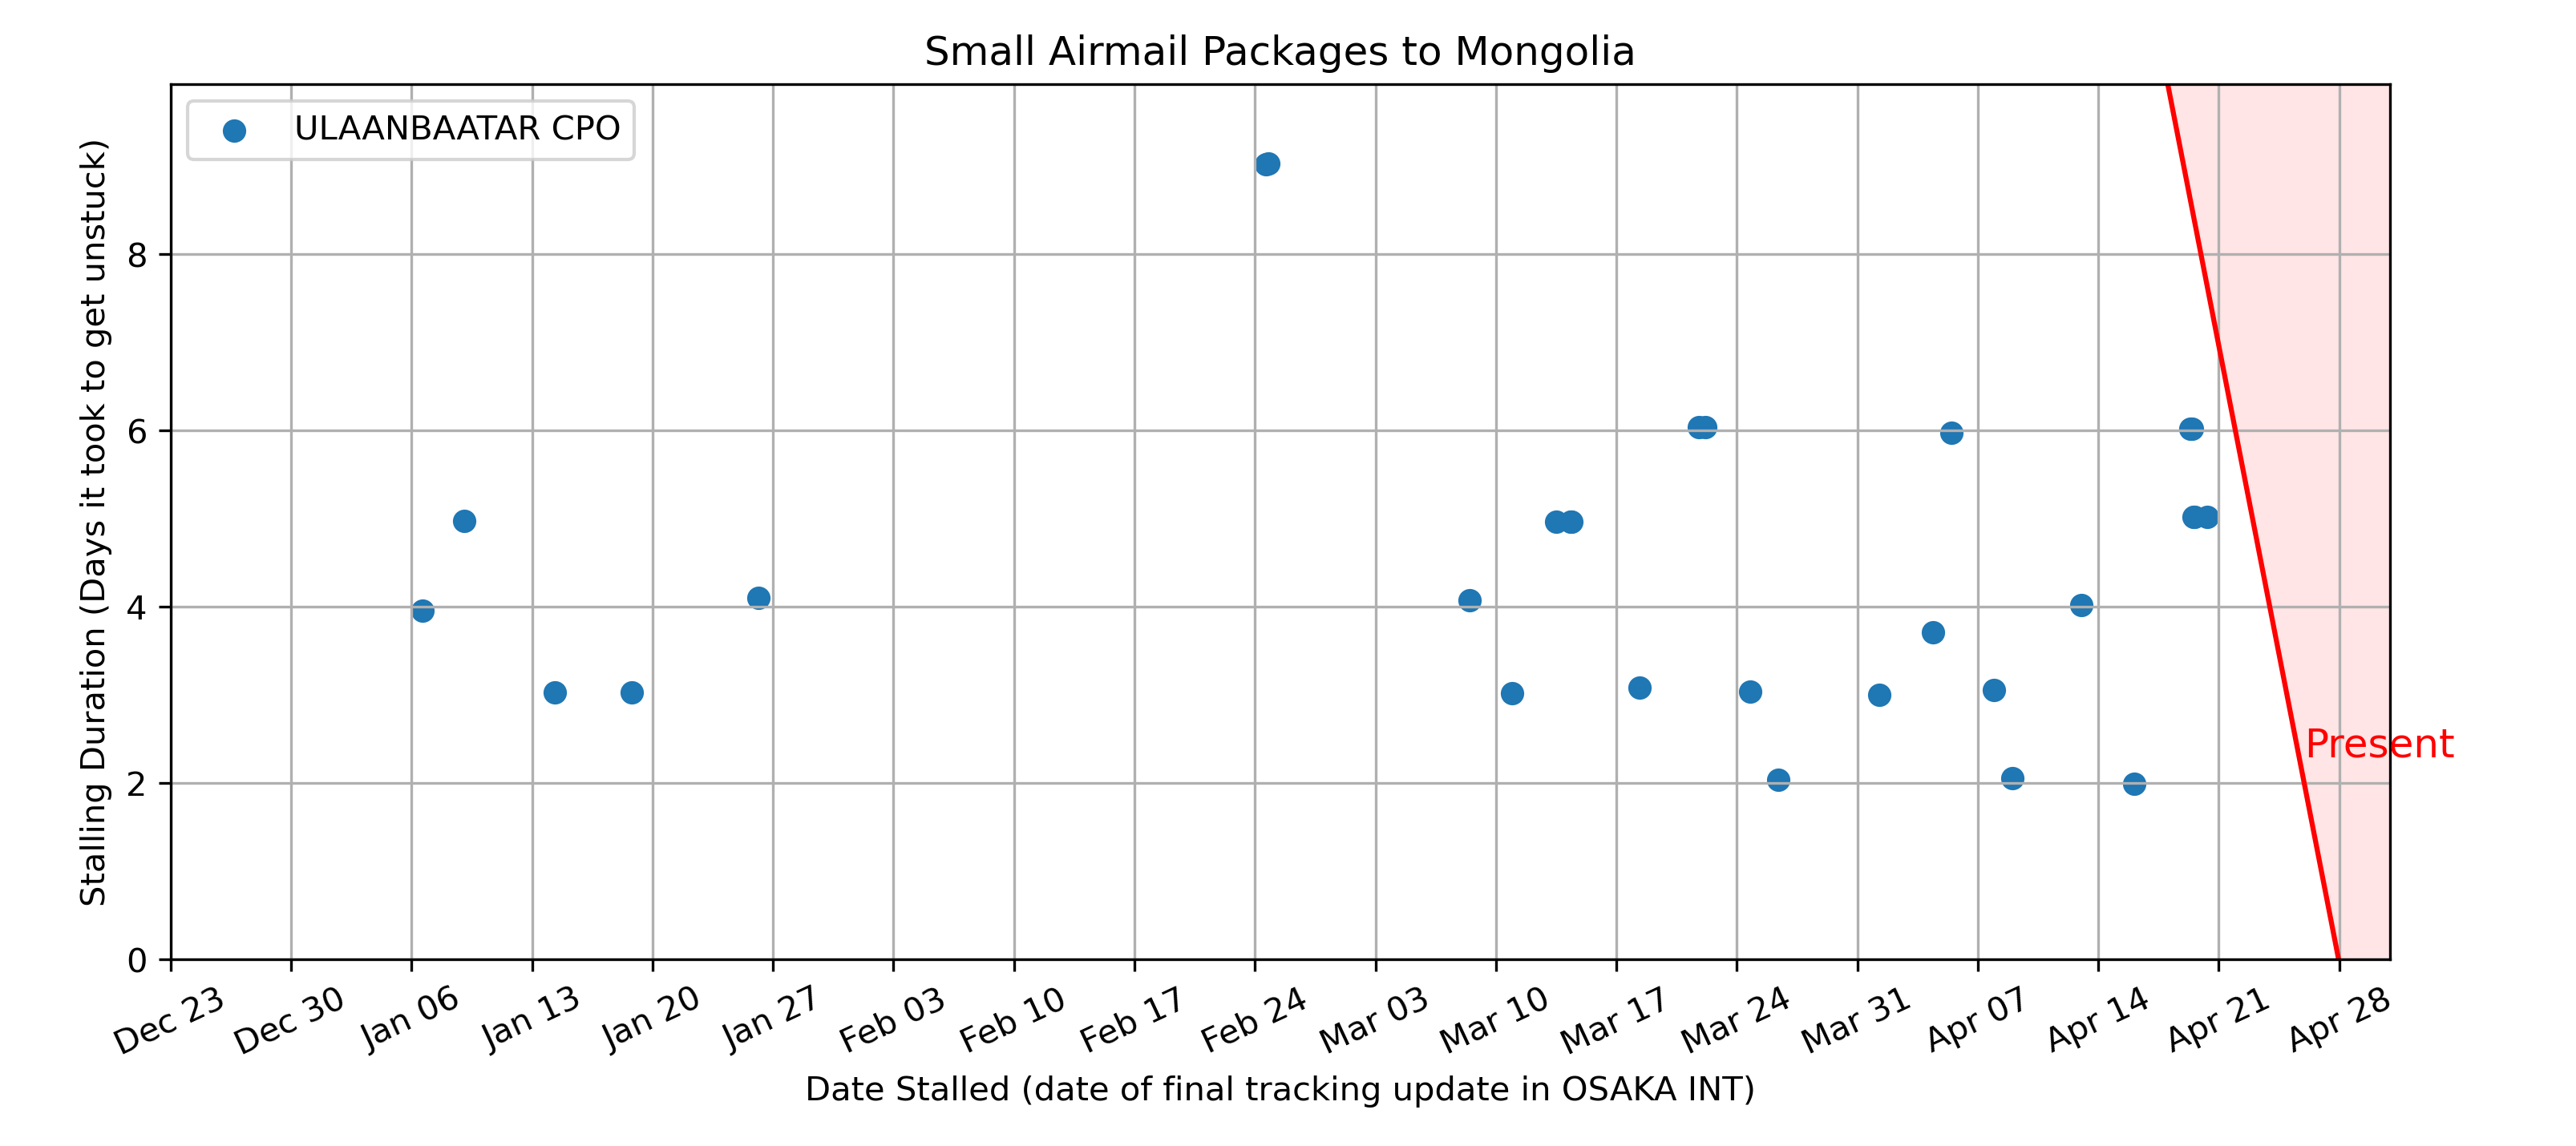 Small Airmail Packages to Mongolia
ULAANBAATAR CPO
Stalling Duration (Days it took to get unstuck)
8
6
4
2
0
Present
Dec 23
Dec 30
Jan 06
Jan 13
Jan 20
Jan 27
Feb 03
Feb 10
Feb 17
Feb 24
Mar 03
Mar 10
Mar 17
Mar 24
Mar 31
Apr 07
Apr 14
Apr 21
Apr 28
Date Stalled (date of final tracking update in OSAKA INT)